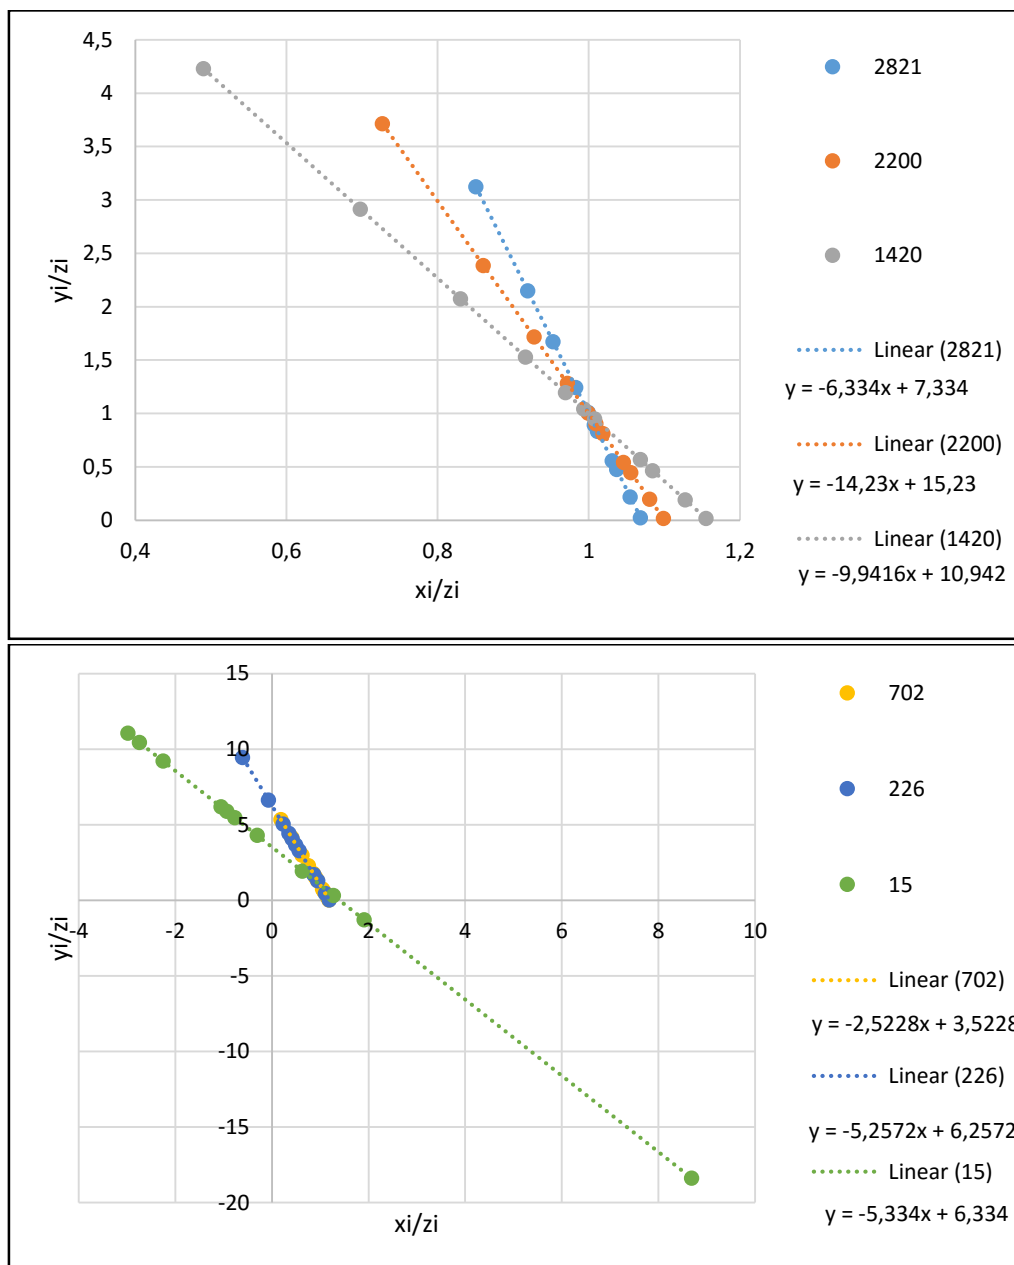 4,5
4
3,5
3
2,5
2
1,5
1
0,5
0
yi/zi
0,4
0,6
0,8
1
1,2
xi/zi
2821
2200
1420
Linear (2821)
y = -6,334x + 7,334
Linear (2200)
y = -14,23x + 15,23
Linear (1420)
y = -9,9416x + 10,942
15
10
5
0
-5
-10
-15
-20
yi/zi
-4
-2
0
2
4
6
8
10
xi/zi
702
226
15
Linear (702)
y = -2,5228x + 3,5228
Linear (226)
y = -5,2572x + 6,2572
Linear (15)
y = -5,334x + 6,334